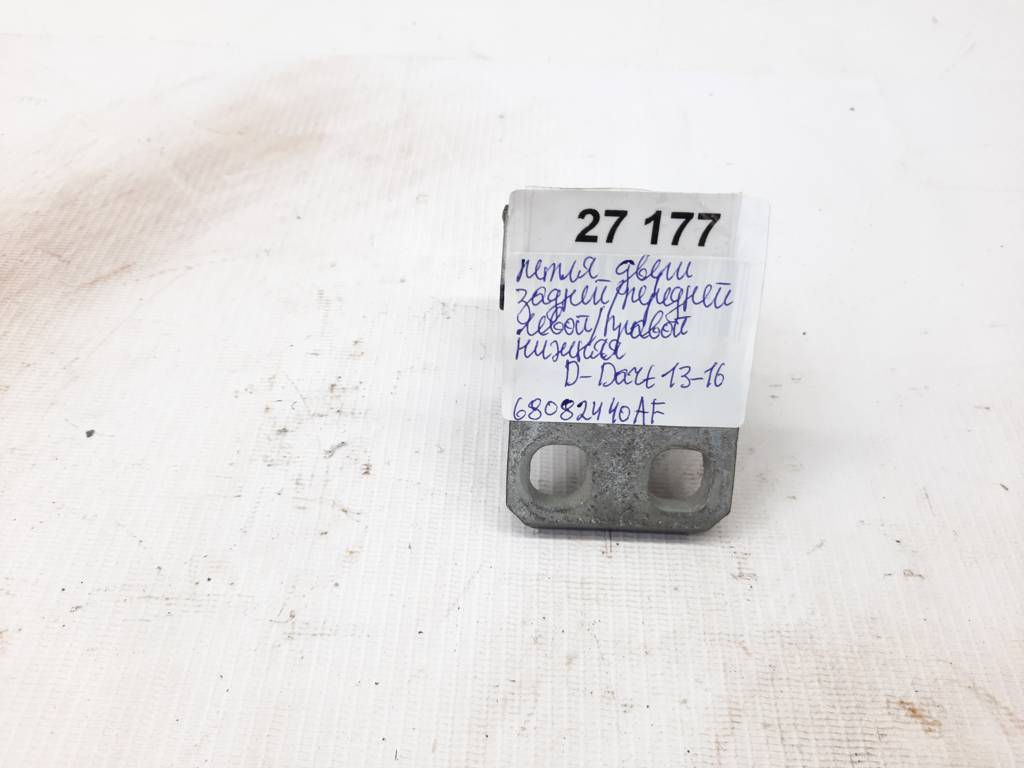 27 177
петля двери
задней/передней
левой/правой
нижняя
D-Dart 13-16
68082440AF